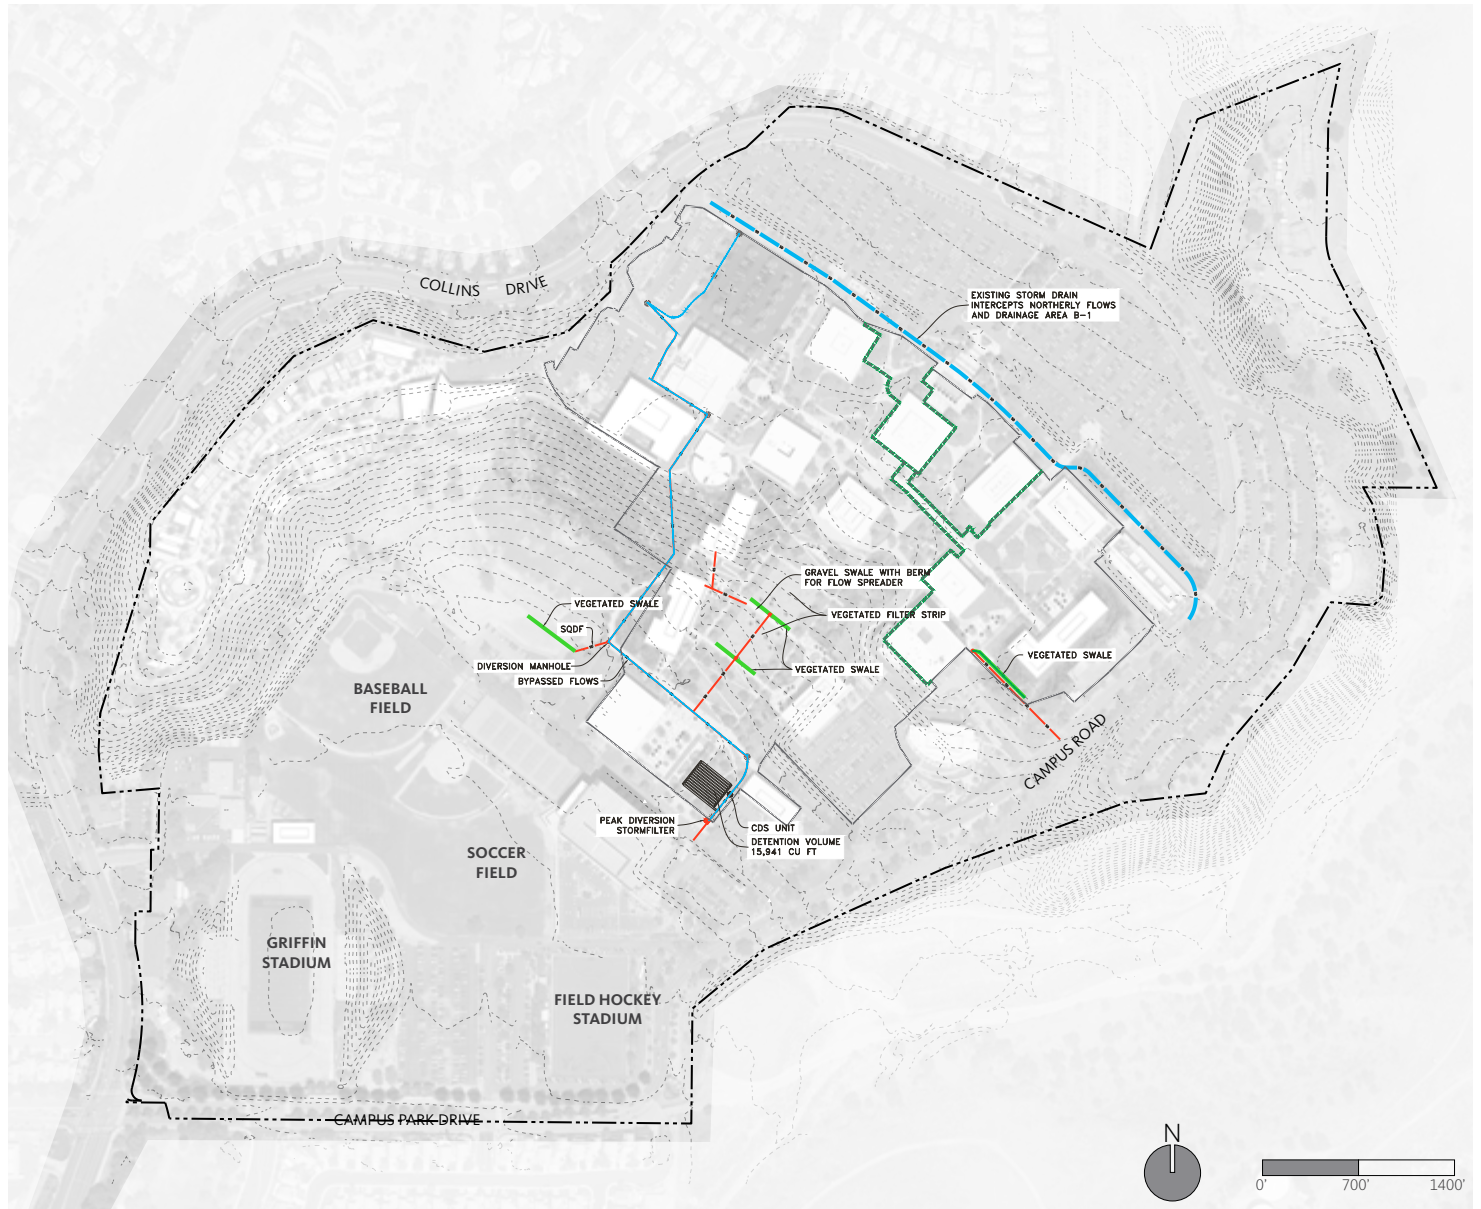 COLLINS DRIVE
EXISTING STORM DRAIN
INTERCEPTS NORTHERLY FLOWS
AND DRAINAGE AREA B-1
GRAVEL SWALE WITH BERM
FOR FLOW SPREADER
VEGETATED SWALE
VEGETATED FILTER STRIP
SQDF
DIVERSION MANHOLE
BYPASSED FLOWS
VEGETATED SWALE
VEGETATED SWALE
BASEBALL
FIELD
CAMPUS ROAD
PEAK DIVERSION
STORMFILTER
CDS UNIT
DETENTION VOLUME
15,941 CU FT
SOCCER
FIELD
GRIFFIN
STADIUM
FIELD HOCKEY
STADIUM
CAMPUS PARK DRIVE
N
0' 700' 1400'